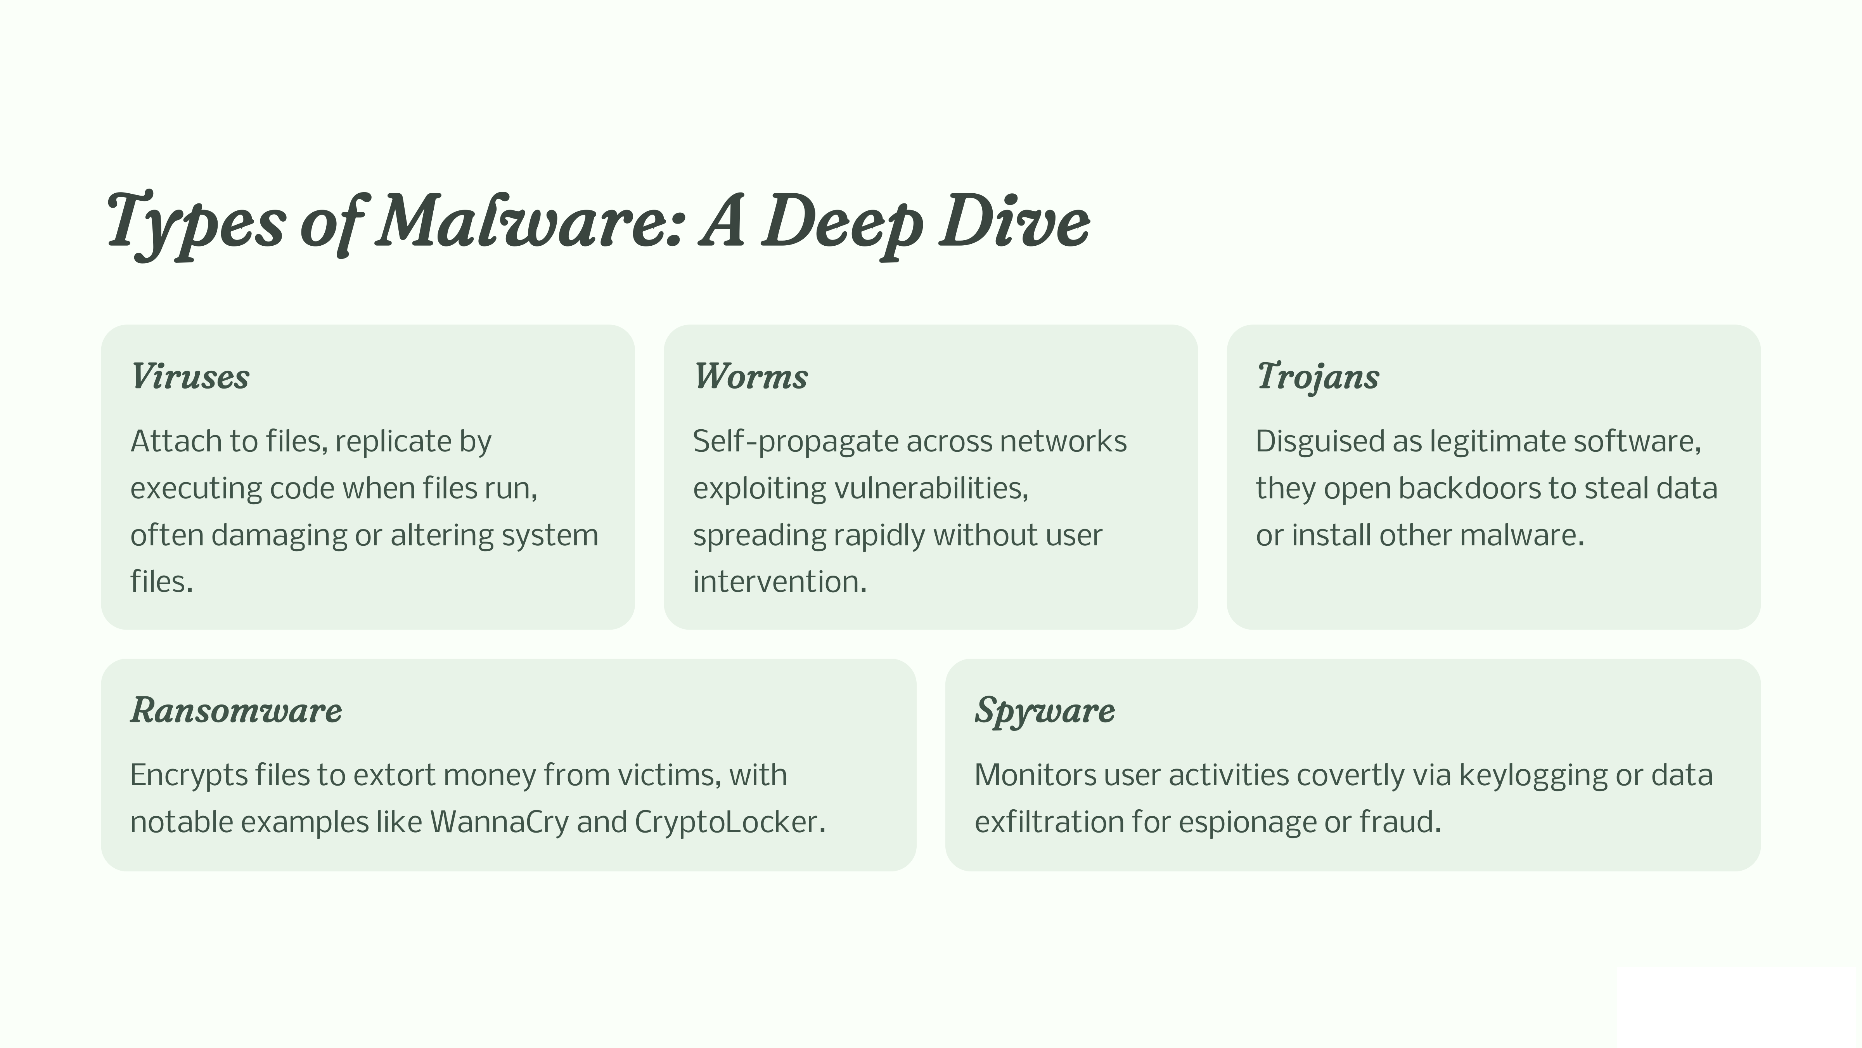 Types of Malware: A Deep Dive
Viruses
Attach to files, replicate by
executing code when files run,
often damaging or altering system
files.
Worms
Self-propagate across networks
exploiting vulnerabilities,
spreading rapidly without user
intervention.
Trojans
Disguised as legitimate software,
they open backdoors to steal data
or install other malware.
Ransomware
Encrypts files to extort money from victims, with
notable examples like WannaCry and CryptoLocker.
Spyware
Monitors user activities covertly via keylogging or data
exfiltration for espionage or fraud.